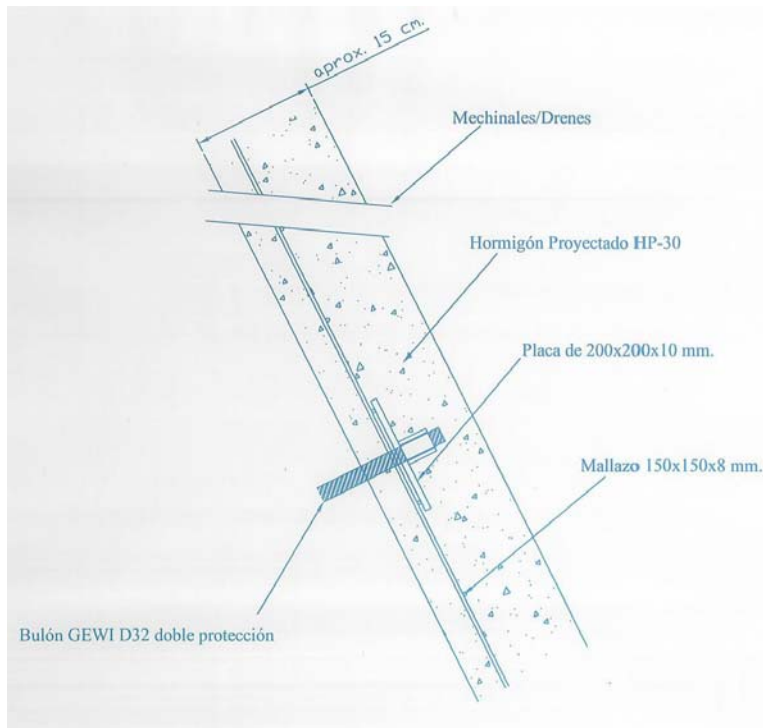 aprox. 15 cm.
Mechinales/Drenes
Hormigón Proyectado HP-30
Placa de 200x200x10 mm.
Mallazo 150x150x8 mm.
Bulón GEWI D32 doble protección